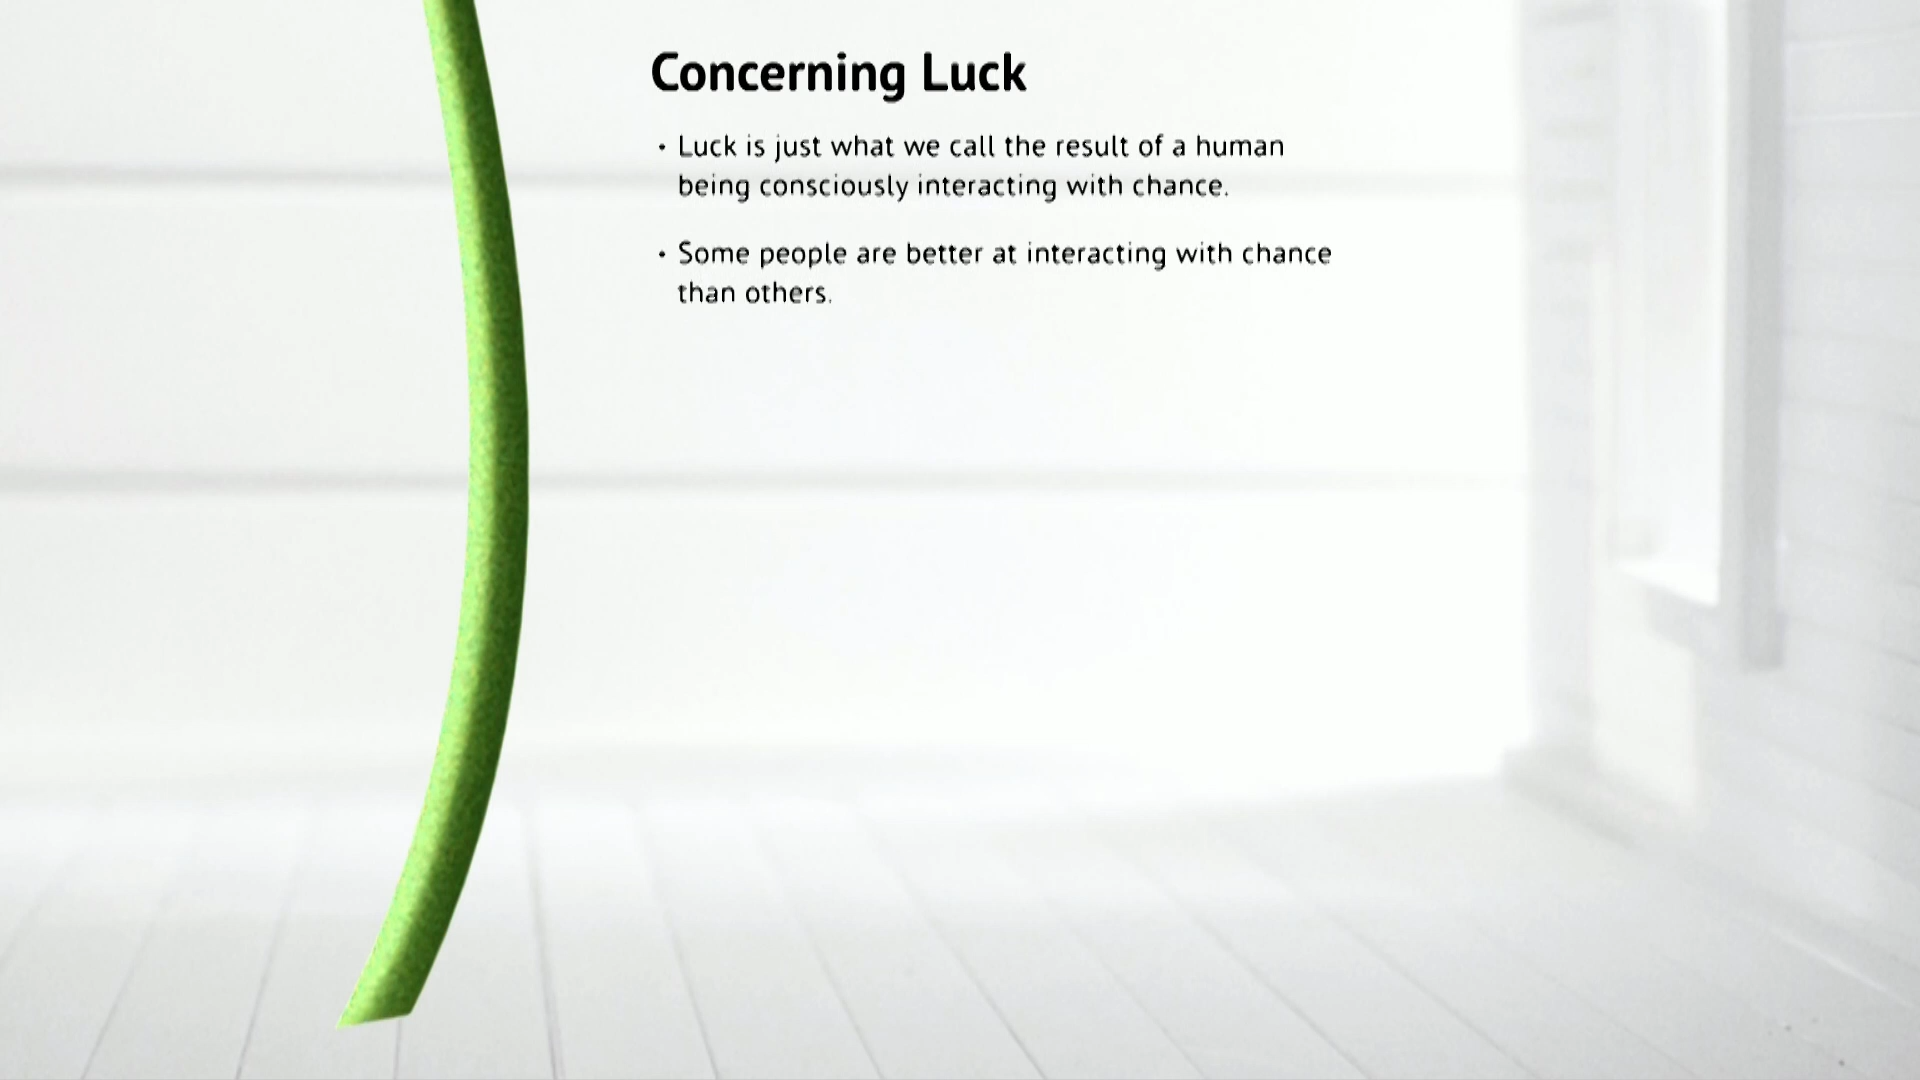 Concerning Luck
• Luck is just what we call the result of a human
being consciously interacting with chance.
• Some people are better at interacting with chance
than others.